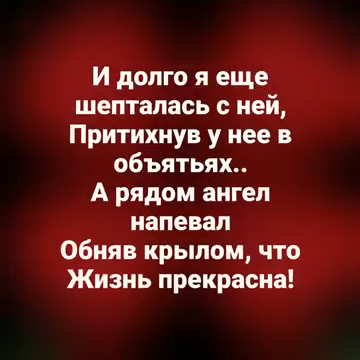 И долго я еще
шепталась с ней,
Притихнув у нее в
объятьях..
А рядом ангел
напевал
Обняв крылом, что
Жизнь прекрасна!